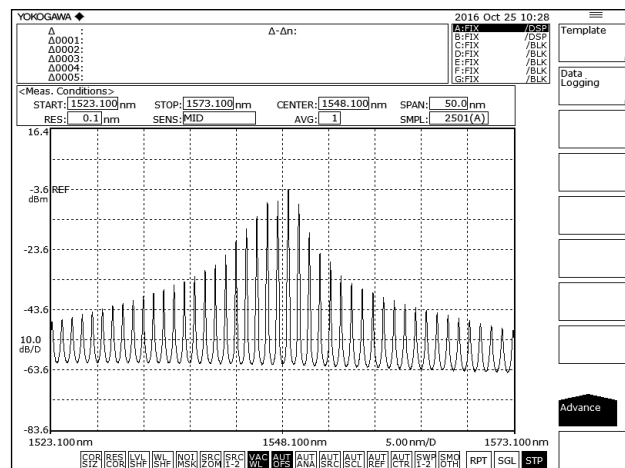 YOKOGAWA ◆
2016 Oct 25 10:28
Δ :
Δ0001:
Δ0002:
Δ0003:
Δ0004:
Δ0005:
Δ-Δn:
A:FIX /DSP
B:FIX /DSP
C:FIX /BLK
D:FIX /BLK
E:FIX /BLK
F:FIX /BLK
G:FIX /BLK
Template
Data
Logging
<Meas. Conditions>
START: 1523.100 nm STOP: 1573.100 nm CENTER: 1548.100 nm SPAN: 50.0 nm
RES: 0.1 nm SENS: MID AVG: 1 SMPL: 2501(A)
16.4
-3.6 REF
dBm
-23.6
-43.6
10.0
dB/D
-63.6
-83.6
1523.100nm 1548.100nm 5.00nm/D 1573.100nm
Advance
COR SIZ
RES COR
LVL SHF
WL SHF
NOI MSK
SRC ZOM
SRC 1-2
VAC WL
AUT OFS
AUT ANA
AUT SRC
AUT SCL
AUT REF
AUT CTR
SWP 1-2
SMO OTH
RPT
SGL
STP